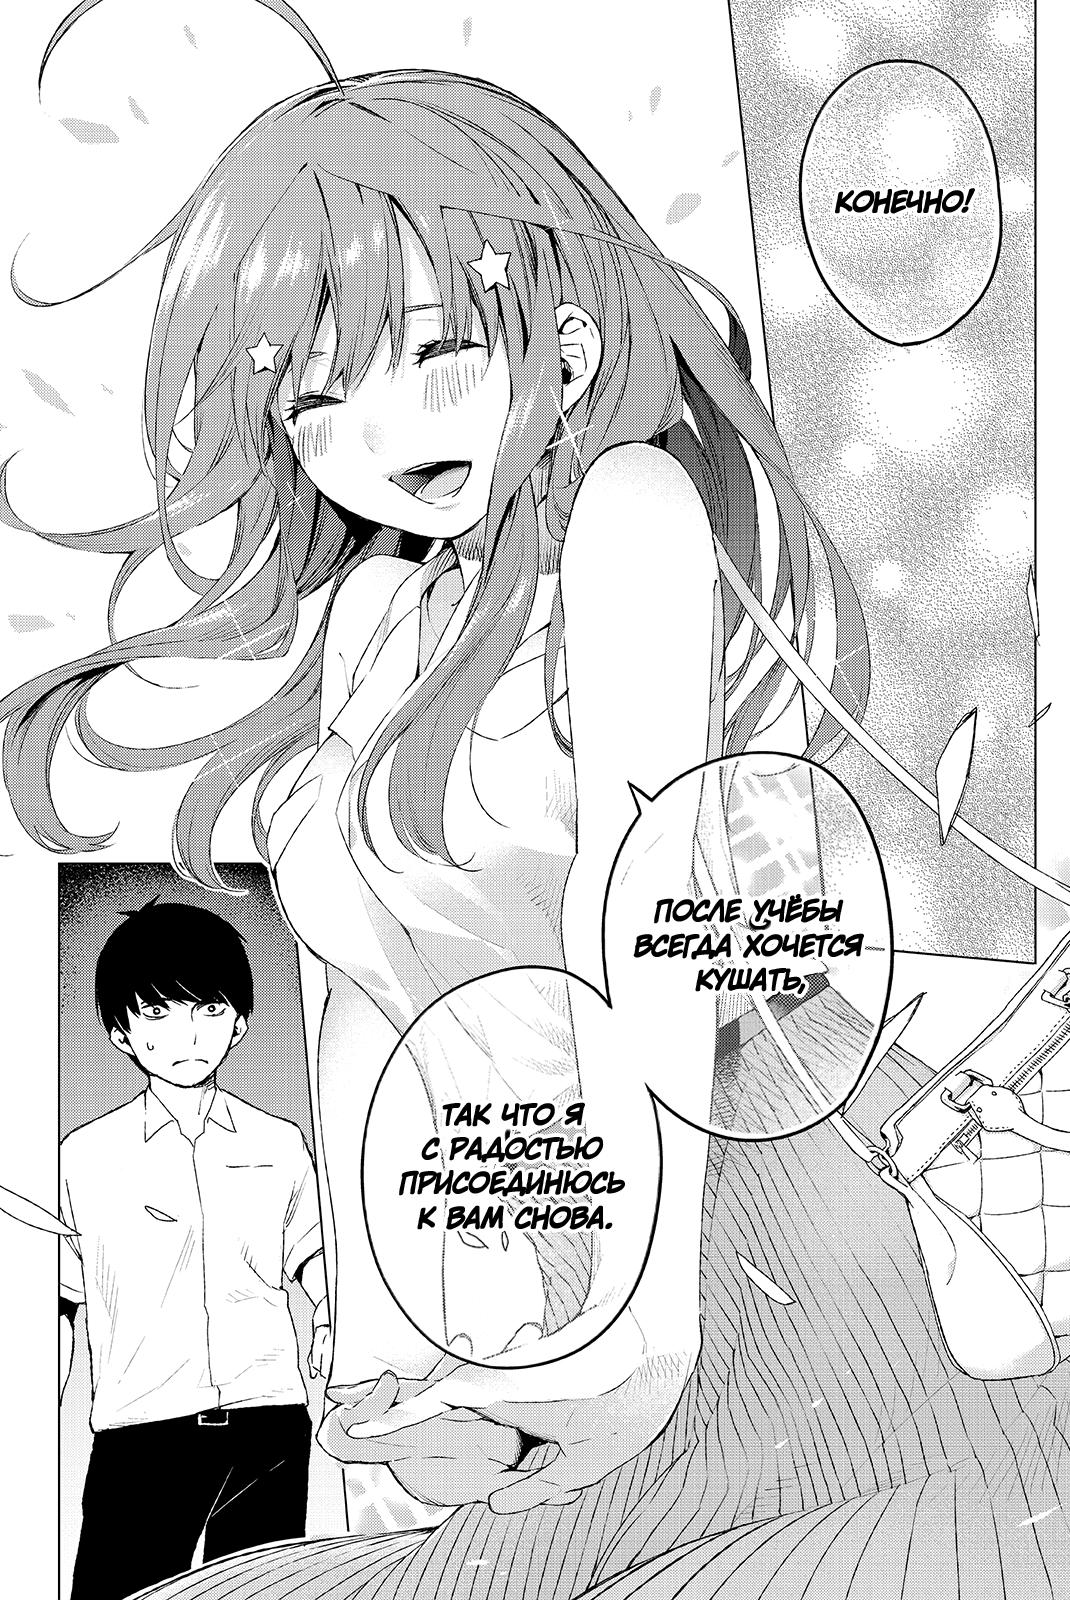 КОНЕЧНО!
ПОСЛЕ УЧЁБЫ
ВСЕГДА ХОЧЕТСЯ
КУШАТЬ,
ТАК ЧТО Я
С РАДОСТЬЮ
ПРИСОЕДИНЮСЬ
К ВАМ СНОВА.